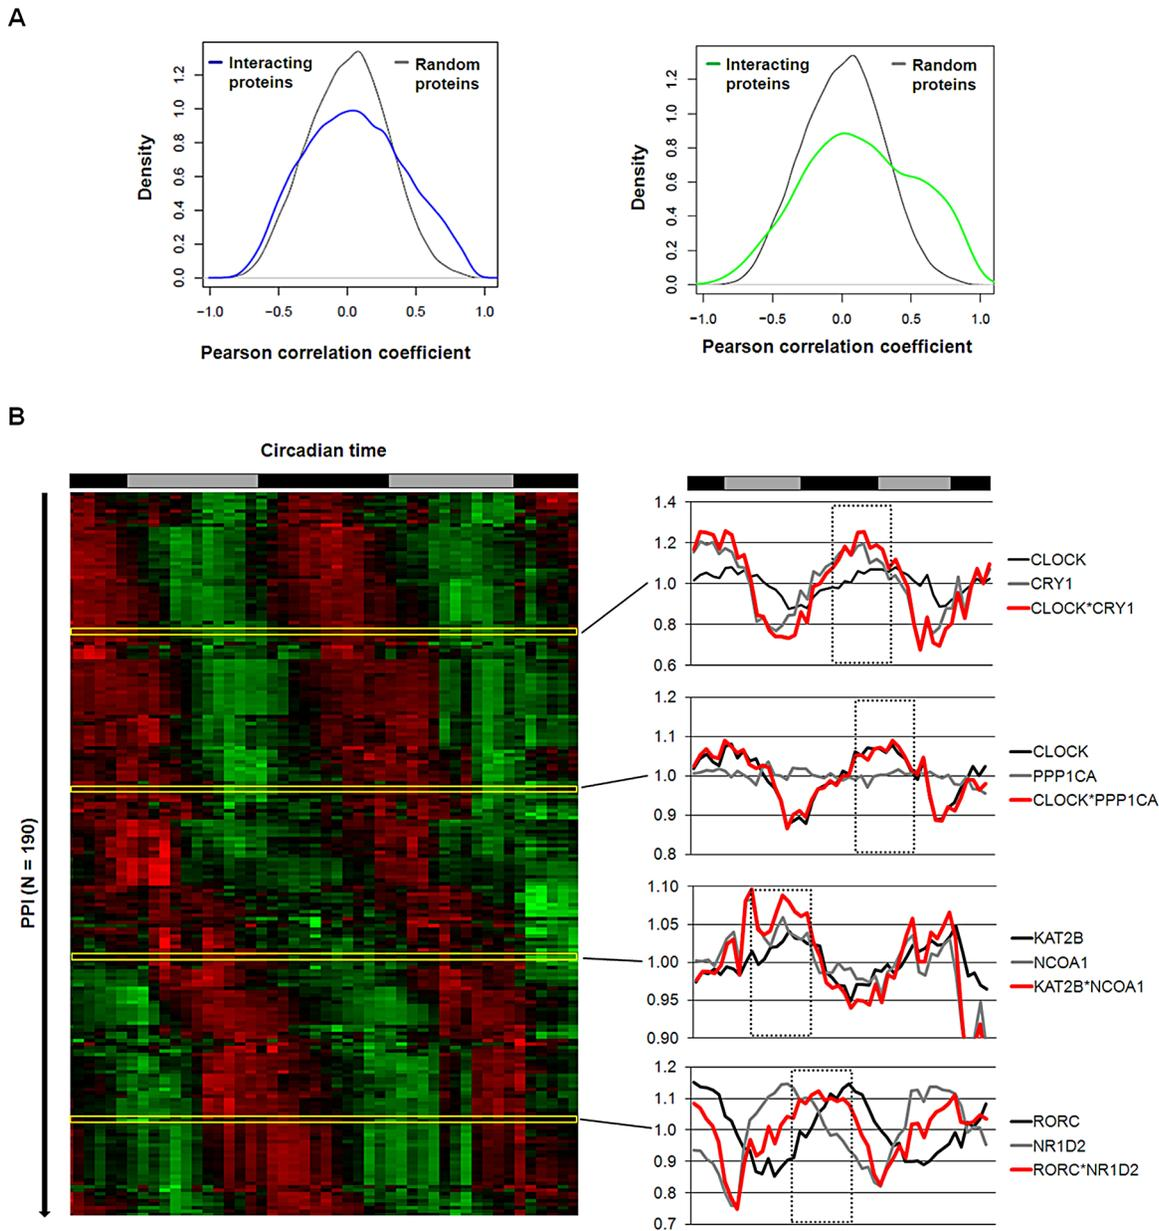 A
Interacting proteins
Random proteins
Density
0.0 0.2 0.4 0.6 0.8 1.0 1.2
−1.0 −0.5 0.0 0.5 1.0
Pearson correlation coefficient
Interacting proteins
Random proteins
Density
0.0 0.2 0.4 0.6 0.8 1.0 1.2
−1.0 −0.5 0.0 0.5 1.0
Pearson correlation coefficient
B
Circadian time
PPI (N = 190)
1.4
1.2
1.0
0.8
0.6
CLOCK
CRY1
CLOCK*CRY1
1.2
1.1
1.0
0.9
0.8
CLOCK
PPP1CA
CLOCK*PPP1CA
1.10
1.05
1.00
0.95
0.90
KAT2B
NCOA1
KAT2B*NCOA1
1.2
1.1
1.0
0.9
0.8
0.7
RORC
NR1D2
RORC*NR1D2